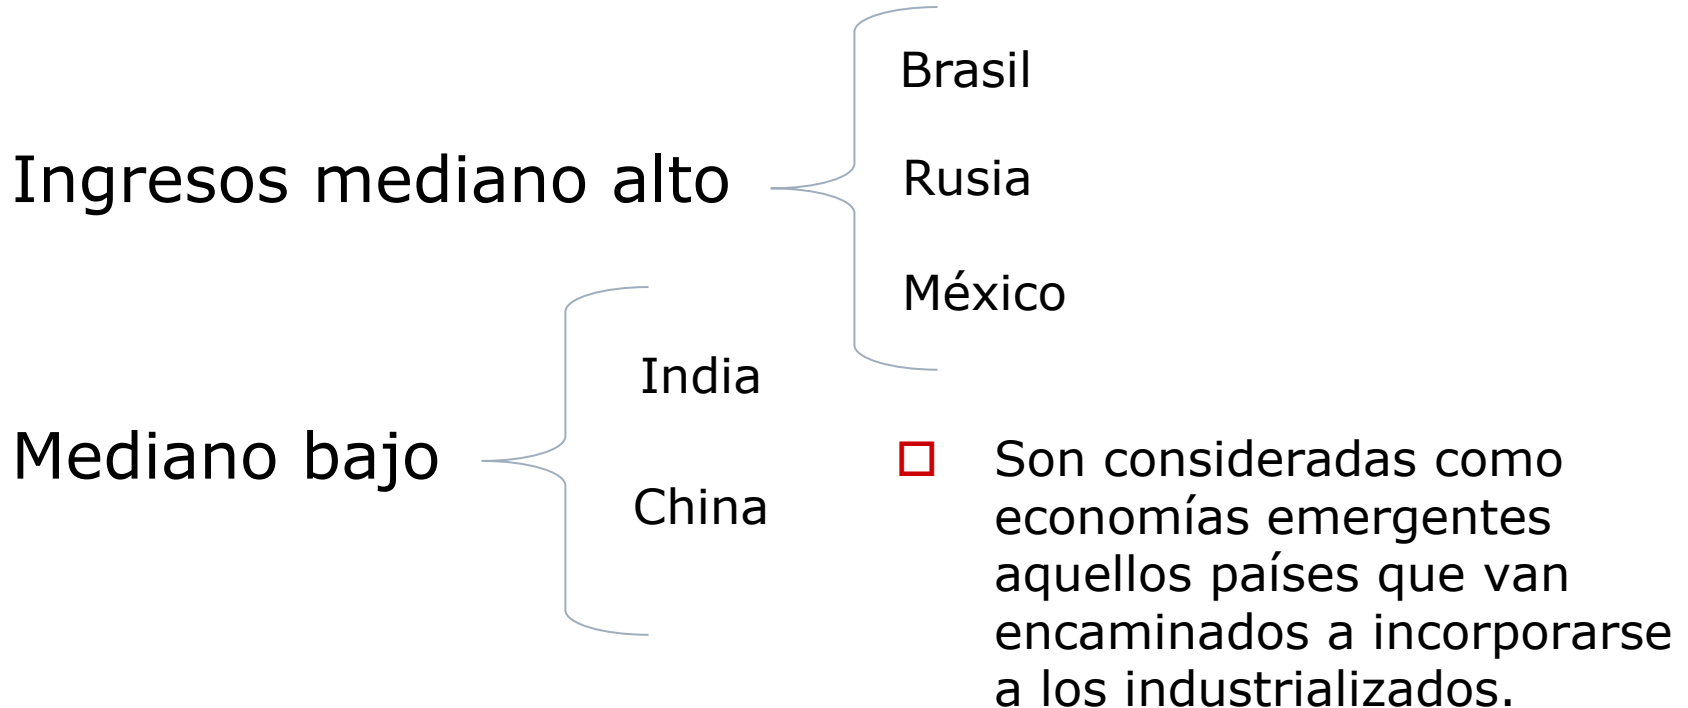 Ingresos mediano alto
Brasil
Rusia
México
Mediano bajo
India
China
Son consideradas como
economías emergentes
aquellos países que van
encaminados a incorporarse
a los industrializados.